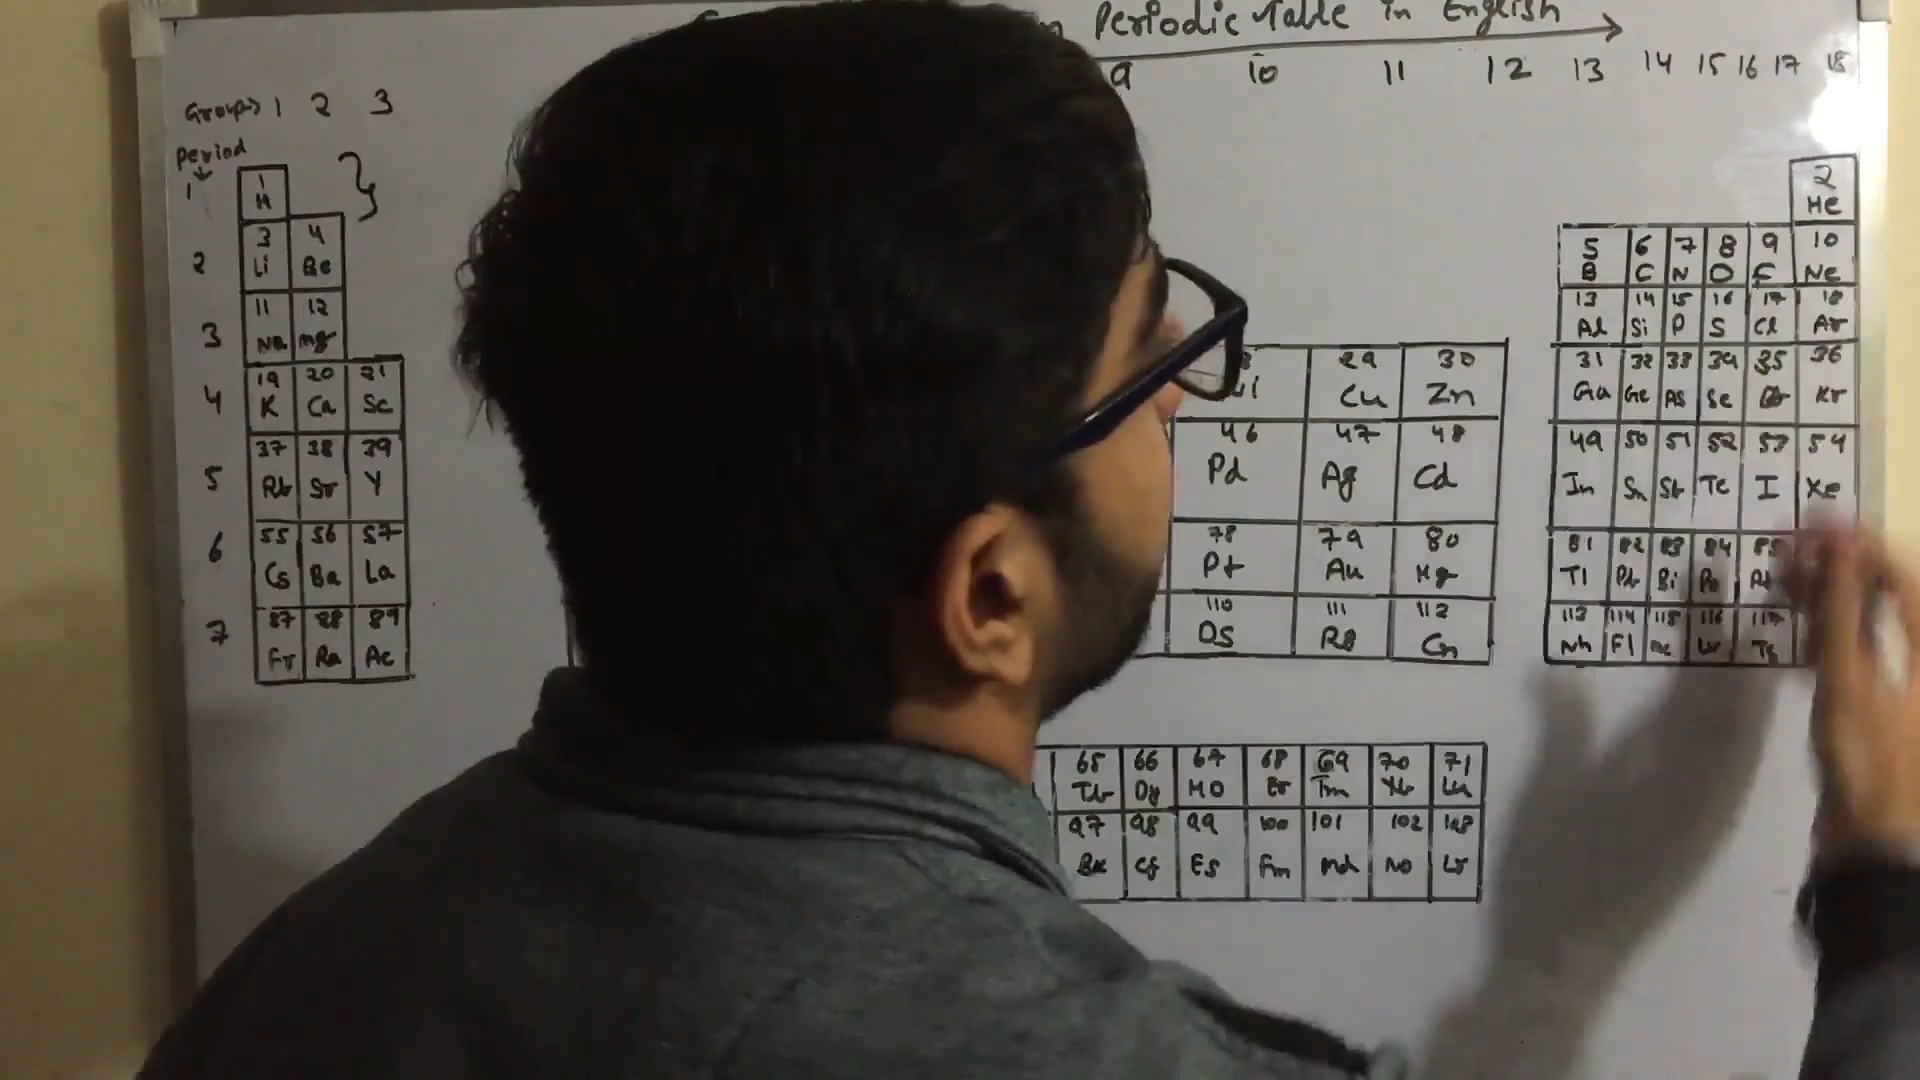 Periodic Table in English
9 10 11 12 13 14 15 16 17 18
Groups 1 2 3
Period
1
1
H
2
He
2
3 4
Li Be
5 6 7 8 9 10
B C N O F Ne
3
11 12
Na mg
13 14 15 16 17 18
Al Si P S Cl Ar
4
19 20 21
K Ca Sc
29 30
Cu Zn
31 32 33 34 35 36
Ga Ge As Se Br Kr
5
37 38 39
Rb Sr Y
46 47 48
Pd Ag Cd
49 50 51 52 53 54
In Sn Sb Te I Xe
6
55 56 57
Cs Ba La
78 79 80
Pt Au Hg
81 82 83 84 85
Tl Pb Bi Po At
7
87 88 89
Fr Ra Ac
110 111 112
DS Rg Cn
113 114 115 116 117
Nh Fl mc Lv Ts
65 66 67 68 69 70 71
Tb Dy HO Er Tm Yb Lu
97 98 99 100 101 102 103
BK Cf Es Fm Md NO Lr